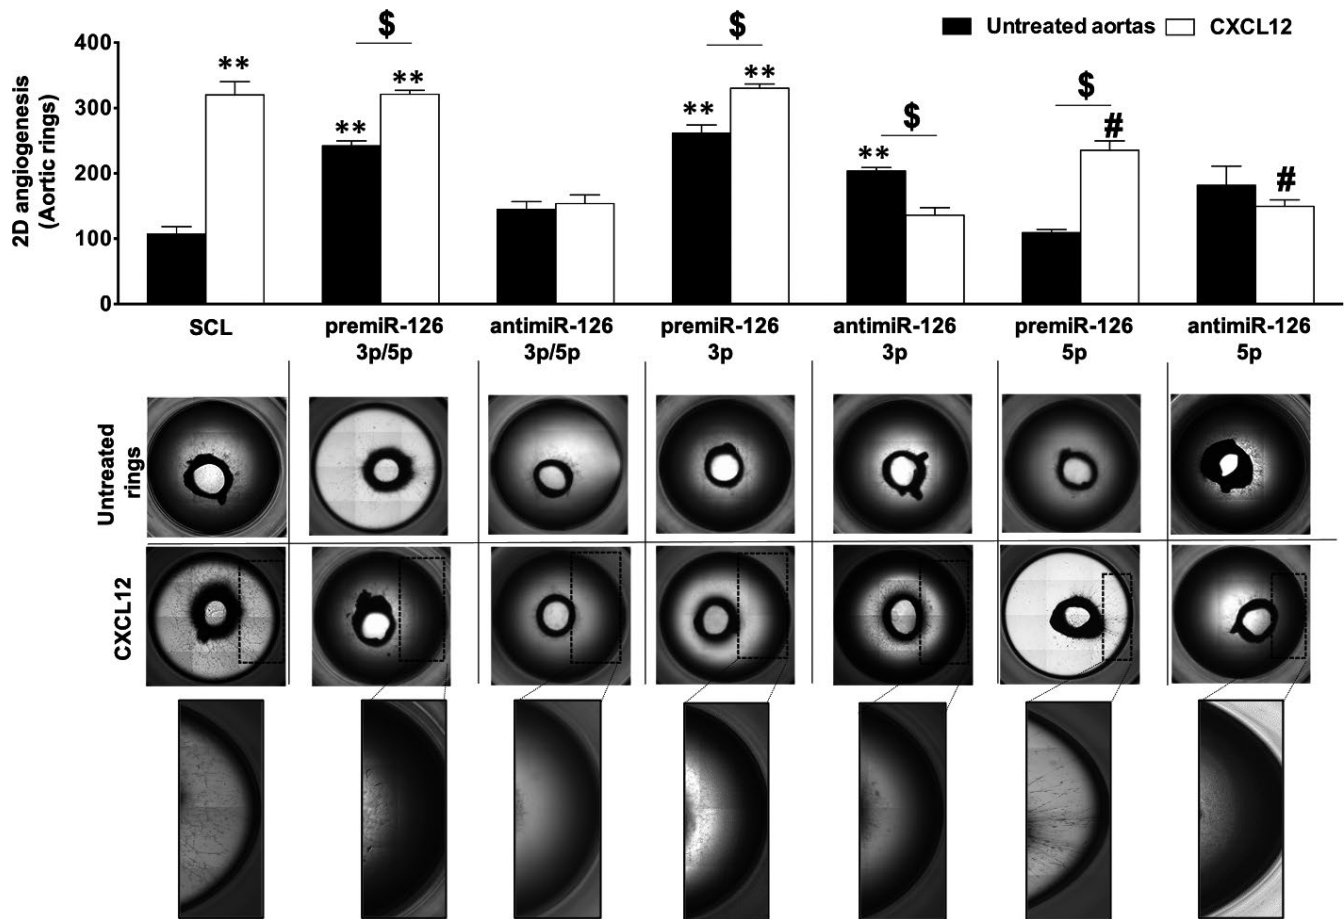 Untreated aortas CXCL12
2D angiogenesis
(Aortic rings)
400
300
200
100
0
** 
** ** $
** ** $
** $
$ #
#
SCL
premiR-126
3p/5p
antimiR-126
3p/5p
premiR-126
3p
antimiR-126
3p
premiR-126
5p
antimiR-126
5p
Untreated
rings
CXCL12